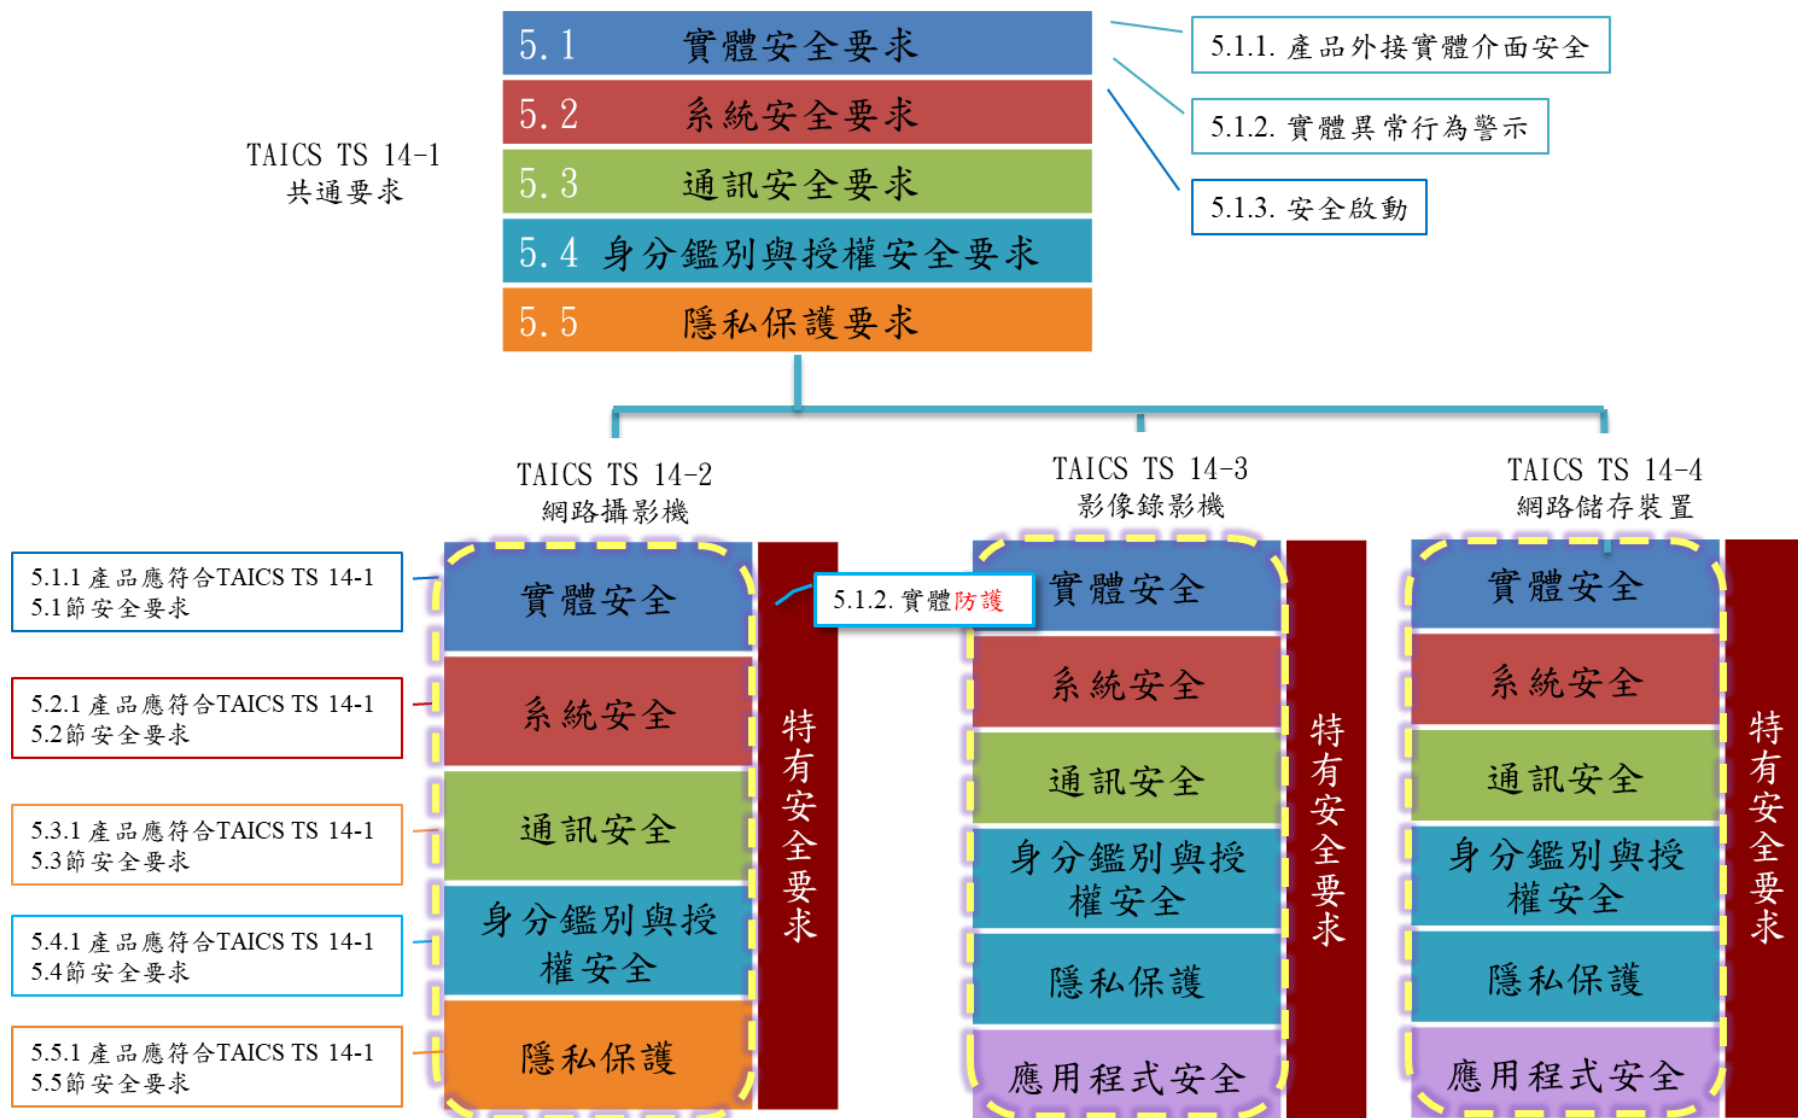 5.1 實體安全要求
5.2 系統安全要求
5.3 通訊安全要求
5.4 身分鑑別與授權安全要求
5.5 隱私保護要求
TAICS TS 14-1
共通要求
5.1.1. 產品外接實體介面安全
5.1.2. 實體異常行為警示
5.1.3. 安全啟動
TAICS TS 14-2
網路攝影機
5.1.1 產品應符合TAICS TS 14-1
5.1節安全要求
5.2.1 產品應符合TAICS TS 14-1
5.2節安全要求
5.3.1 產品應符合TAICS TS 14-1
5.3節安全要求
5.4.1 產品應符合TAICS TS 14-1
5.4節安全要求
5.5.1 產品應符合TAICS TS 14-1
5.5節安全要求
實體安全
系統安全
通訊安全
身分鑑別與授
權安全
隱私保護
特有安全要求
5.1.2. 實體防護
TAICS TS 14-3
影像錄影機
實體安全
系統安全
通訊安全
身分鑑別與授
權安全
隱私保護
應用程式安全
特有安全要求
TAICS TS 14-4
網路儲存裝置
實體安全
系統安全
通訊安全
身分鑑別與授
權安全
隱私保護
應用程式安全
特有安全要求